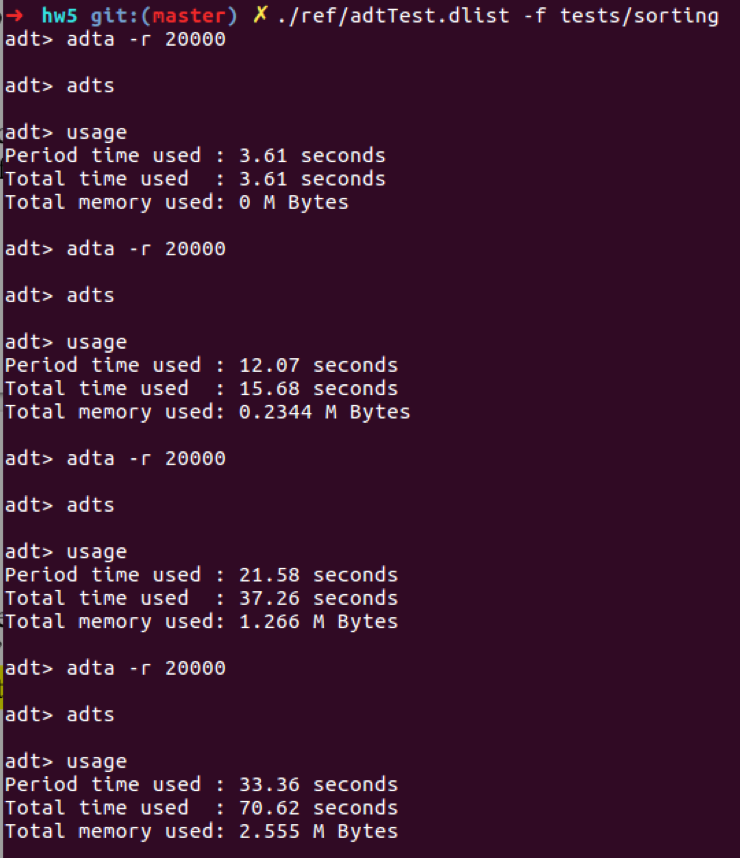 ➜ hw5 git:(master) ✗ ./ref/adtTest.dlist -f tests/sorting
adt> adta -r 20000
adt> adts
adt> usage
Period time used : 3.61 seconds
Total time used  : 3.61 seconds
Total memory used: 0 M Bytes
adt> adta -r 20000
adt> adts
adt> usage
Period time used : 12.07 seconds
Total time used  : 15.68 seconds
Total memory used: 0.2344 M Bytes
adt> adta -r 20000
adt> adts
adt> usage
Period time used : 21.58 seconds
Total time used  : 37.26 seconds
Total memory used: 1.266 M Bytes
adt> adta -r 20000
adt> adts
adt> usage
Period time used : 33.36 seconds
Total time used  : 70.62 seconds
Total memory used: 2.555 M Bytes